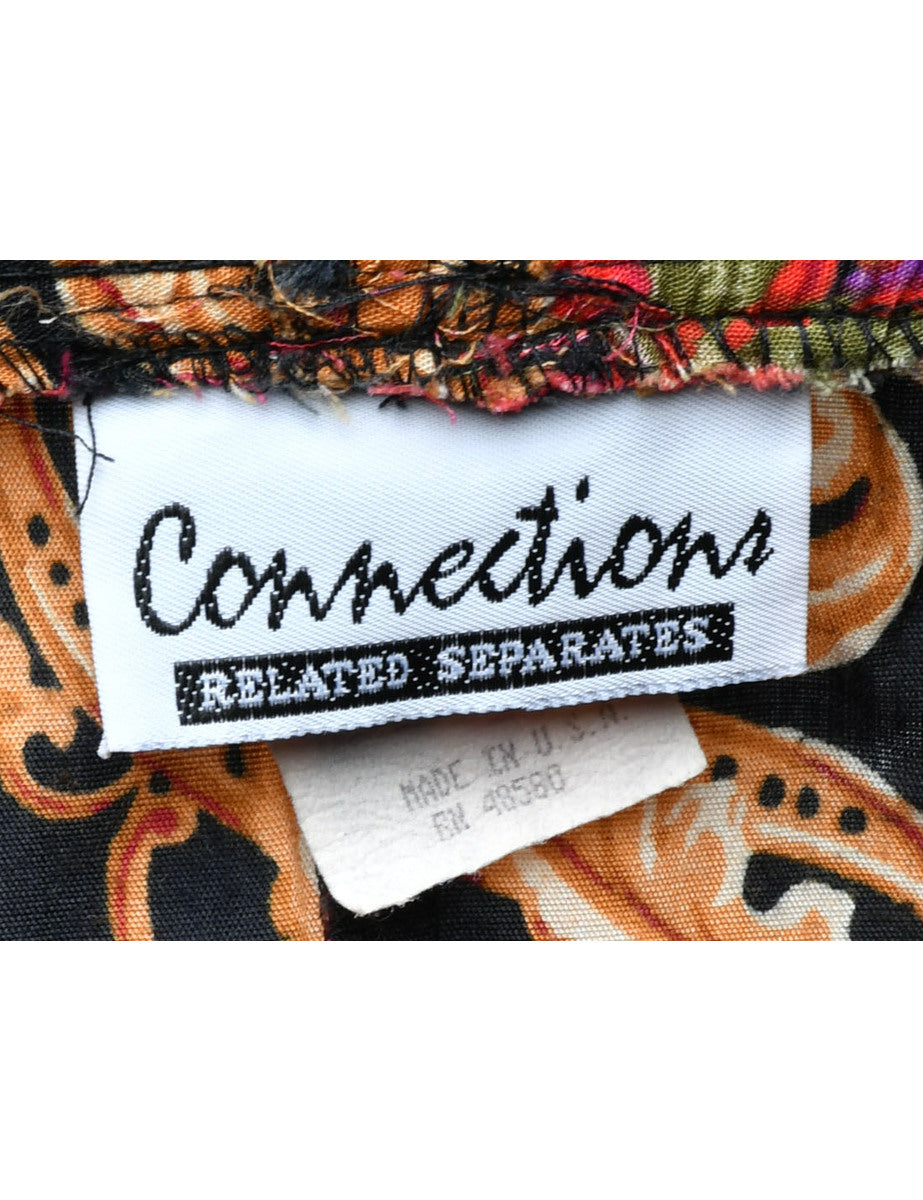 Connections
RELATED SEPARATES
MADE IN U.S.A.
RN 48580